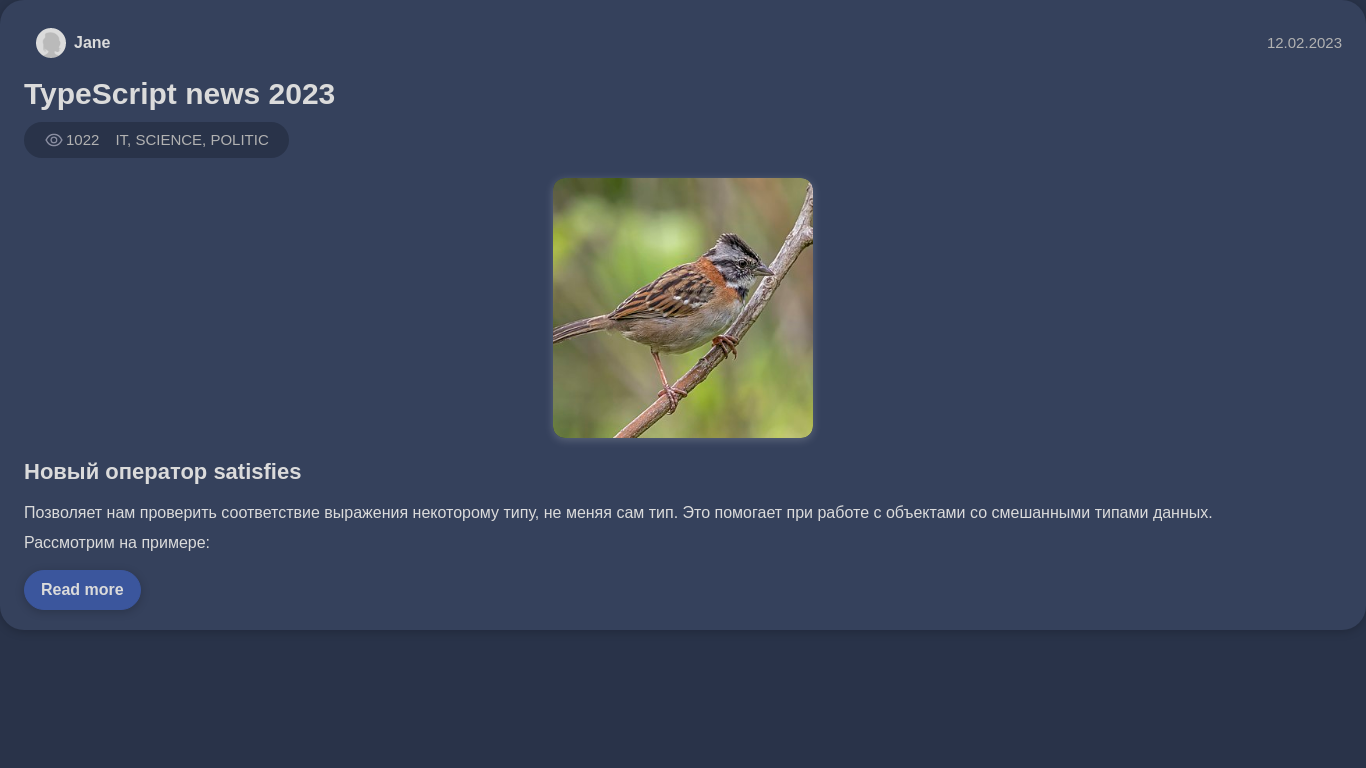 Jane
12.02.2023
TypeScript news 2023
1022 IT, SCIENCE, POLITIC
Новый оператор satisfies
Позволяет нам проверить соответствие выражения некоторому типу, не меняя сам тип. Это помогает при работе с объектами со смешанными типами данных.
Рассмотрим на примере:
Read more